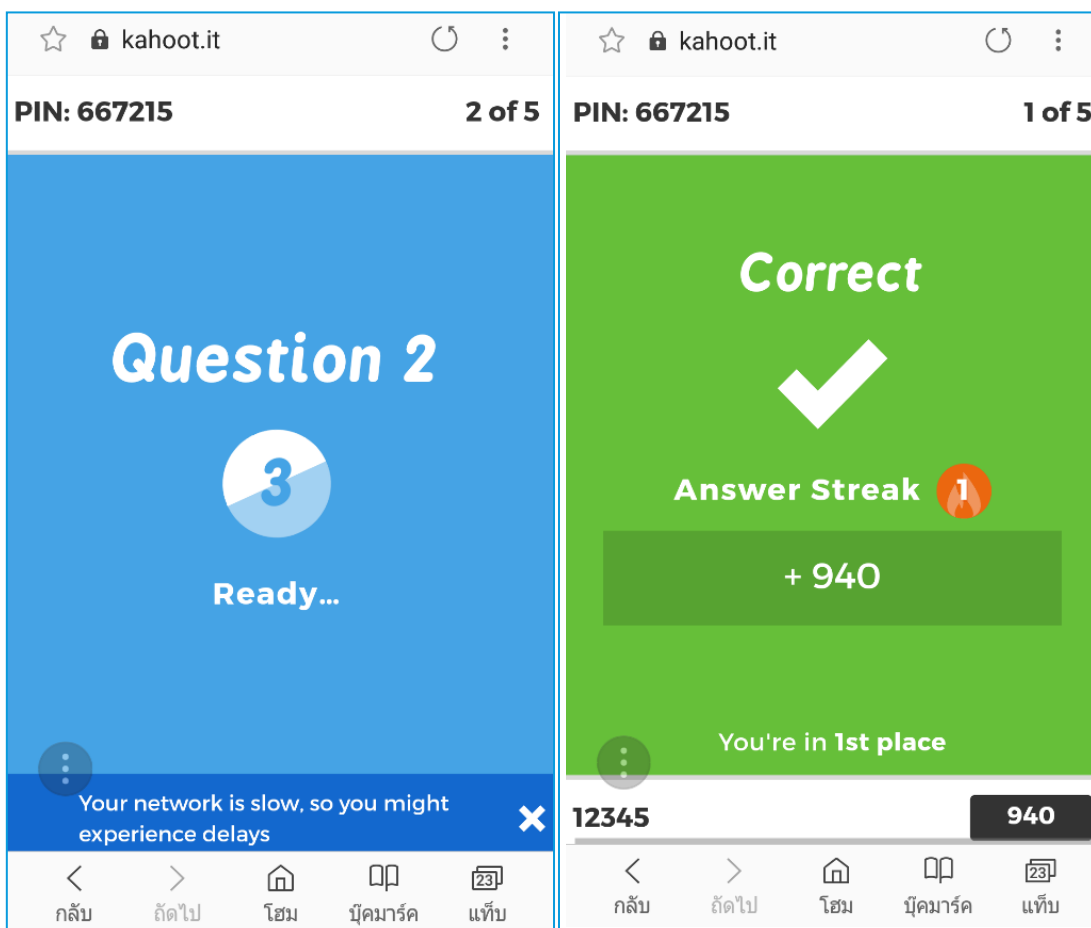 kahoot.it
PIN: 667215 2 of 5
Question 2
3
Ready...
Your network is slow, so you might
experience delays
23
กลับ ถัดไป โฮม บุ๊คมาร์ค แท็บ
kahoot.it
PIN: 667215 1 of 5
Correct
Answer Streak 1
+ 940
You're in 1st place
12345 940
23
กลับ ถัดไป โฮม บุ๊คมาร์ค แท็บ